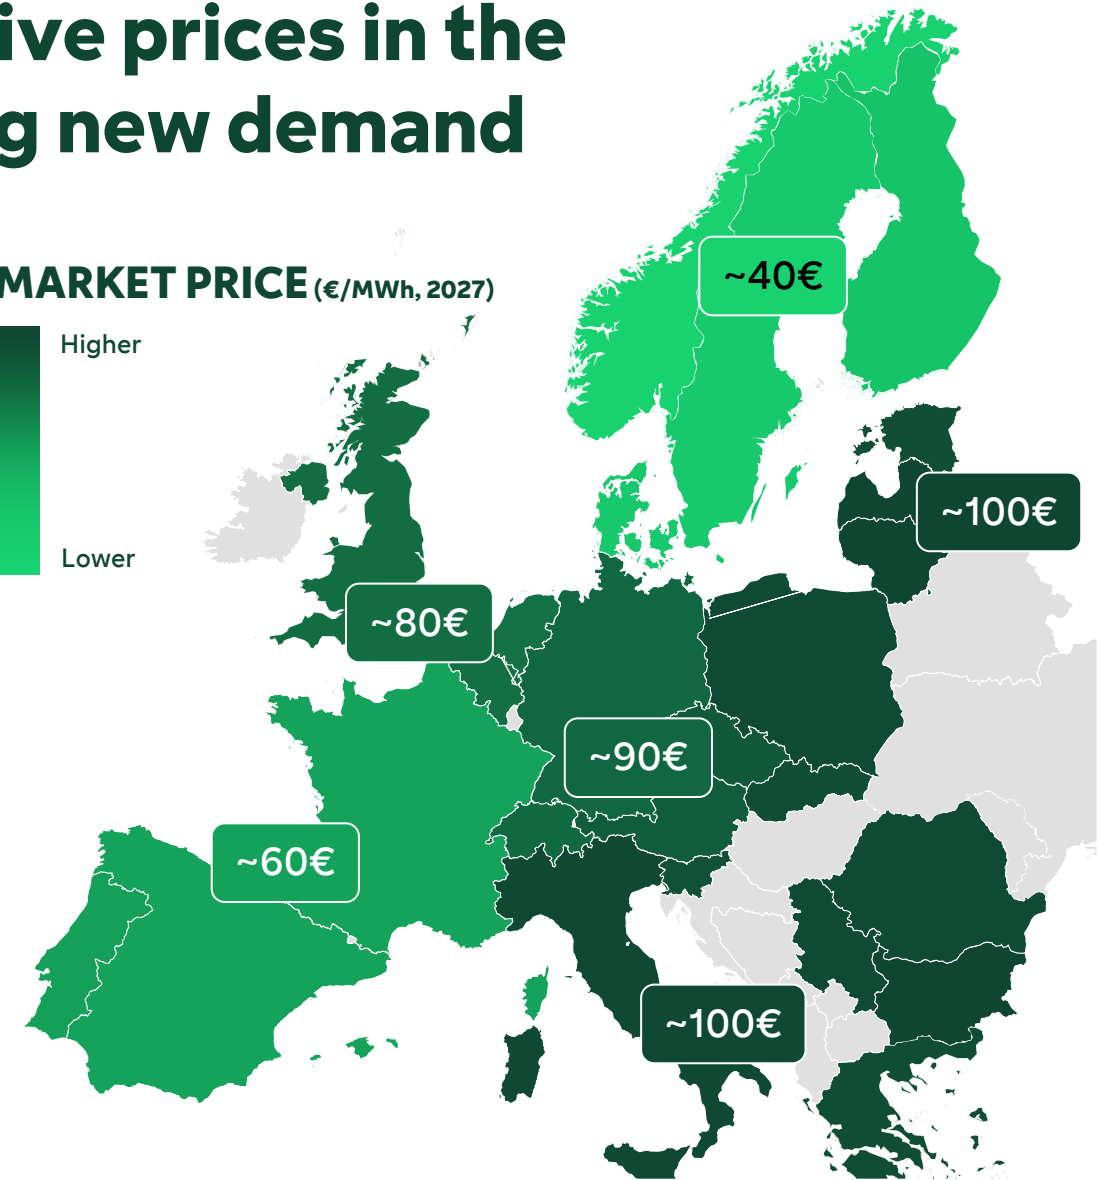 ive prices in the
g new demand
MARKET PRICE (€/MWh, 2027)
Higher
Lower
~40€
~100€
~80€
~90€
~60€
~100€